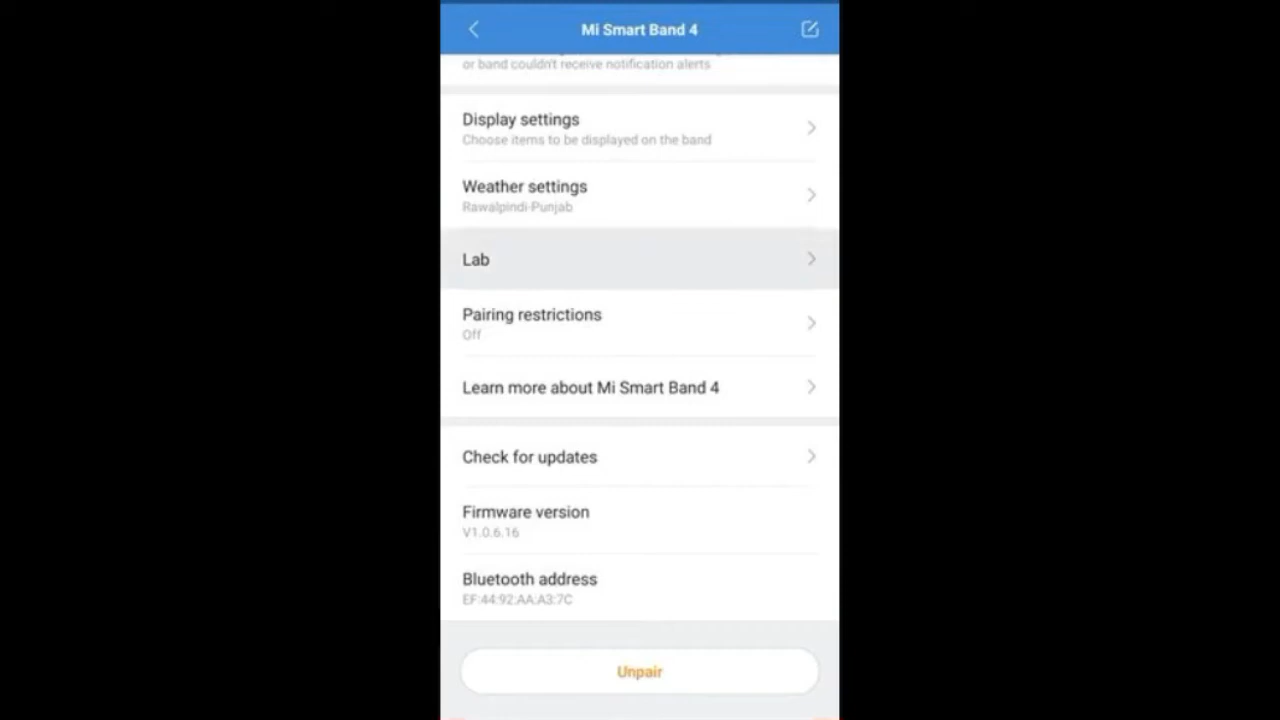 Mi Smart Band 4
or band couldn't receive notification alerts
Display settings
Choose items to be displayed on the band
Weather settings
Rawalpindi-Punjab
Lab
Pairing restrictions
Off
Learn more about Mi Smart Band 4
Check for updates
Firmware version
V1.0.6.16
Bluetooth address
EF:44:92:AA:A3:7C
Unpair